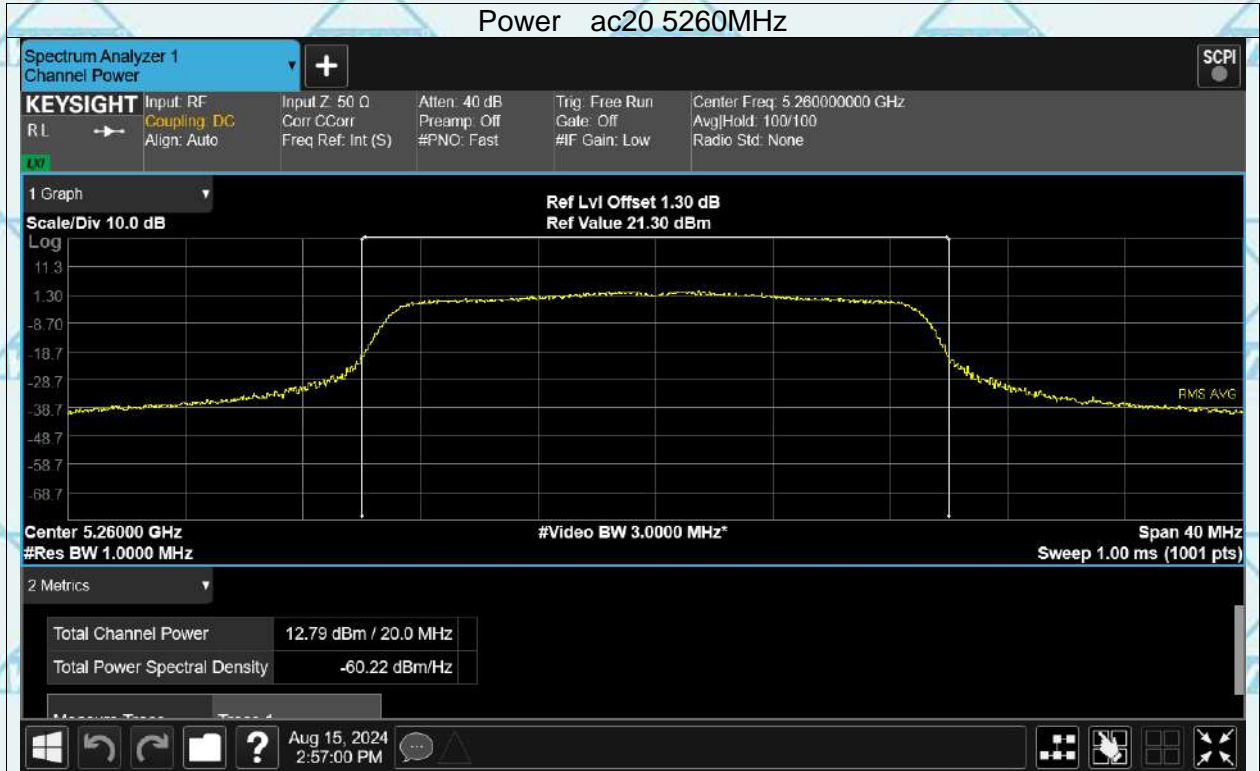 Power ac20 5260MHz
Spectrum Analyzer 1
Channel Power
SCPI
KEYSIGHT
R L
LXI
Input: RF
Coupling: DC
Align: Auto
Input Z: 50 Ω
Corr CCorr
Freq Ref: Int (S)
Atten: 40 dB
Preamp: Off
#PNO: Fast
Trig: Free Run
Gate: Off
#IF Gain: Low
Center Freq: 5.260000000 GHz
Avg|Hold: 100/100
Radio Std: None
1 Graph
Scale/Div 10.0 dB
Ref Lvl Offset 1.30 dB
Ref Value 21.30 dBm
Log
11.3
1.30
-8.70
-18.7
-28.7
-38.7
-48.7
-58.7
-68.7
RMS AVG
Center 5.26000 GHz
#Res BW 1.0000 MHz
#Video BW 3.0000 MHz*
Span 40 MHz
Sweep 1.00 ms (1001 pts)
2 Metrics
Total Channel Power 12.79 dBm / 20.0 MHz
Total Power Spectral Density -60.22 dBm/Hz
?
Aug 15, 2024
2:57:00 PM